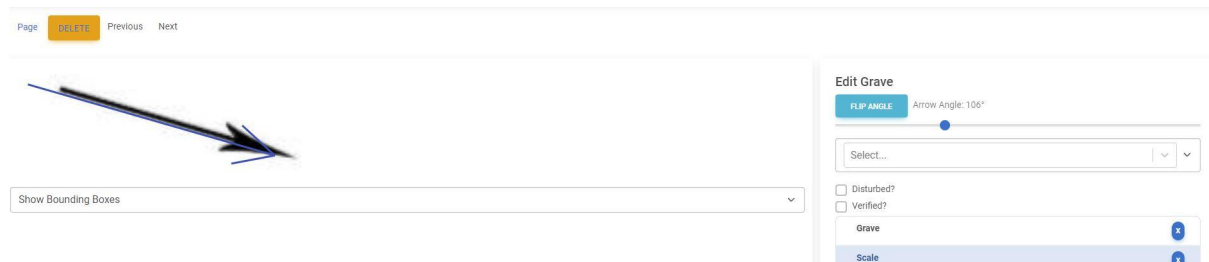 Page DELETE Previous Next
Edit Grave
FLIP ANGLE Arrow Angle: 106°
Select...
Show Bounding Boxes
Disturbed?
Verified?
Grave x
Scale x